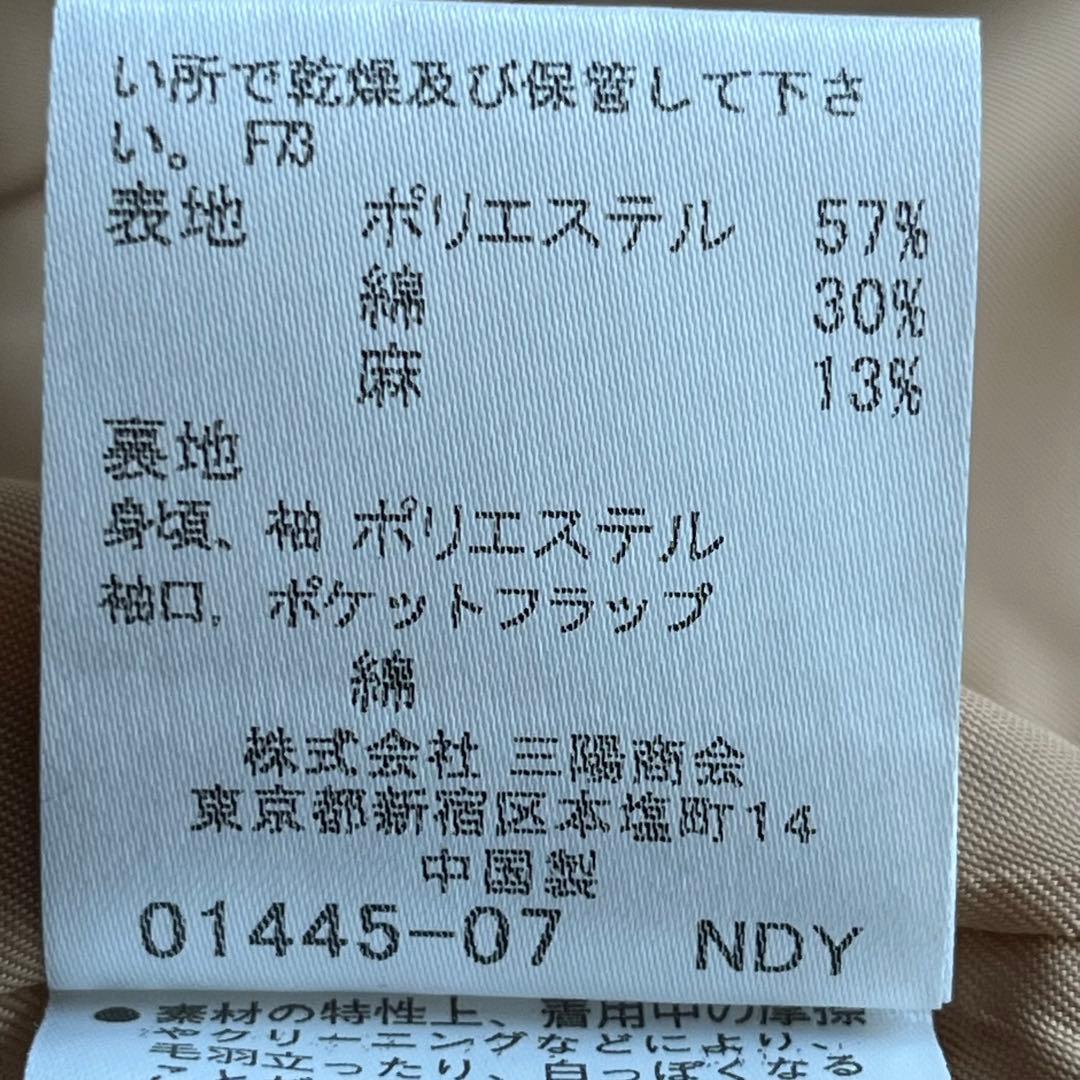 い所で乾燥及び保管して下さ
い。 F73
表地 ポリエステル 57%
綿 30%
麻 13%
裏地
身頃、袖 ポリエステル
袖口、ポケットフラップ
綿
株式会社 三陽商会
東京都新宿区本塩町14
中国製
01445-07 NDY
●素材の特性上、着用中の摩擦
やクリーニングなどにより、
毛羽立ったり、白っぽくなる